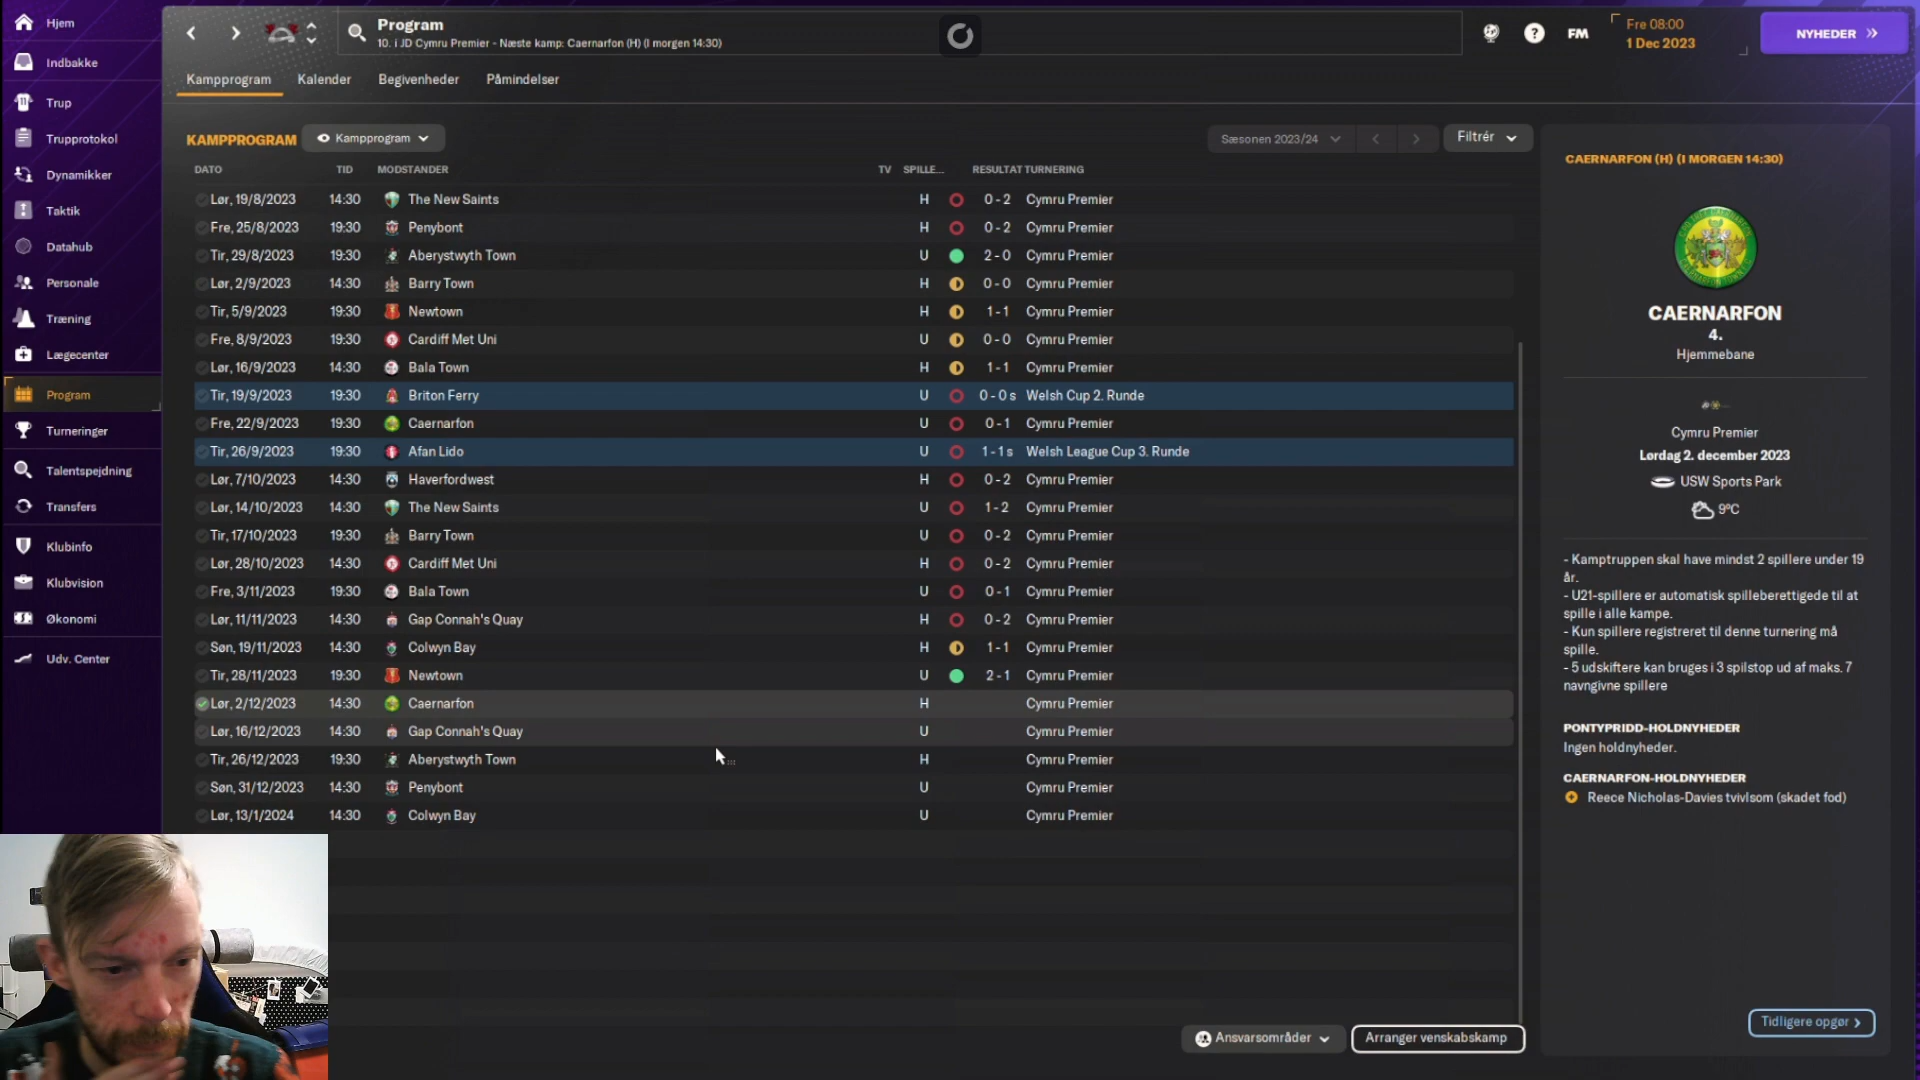 Hjem
Indbakke
Trup
Trupprotokol
Dynamikker
Taktik
Datahub
Personale
Træning
Lægecenter
Program
Turneringer
Talentspejdning
Transfers
Klubinfo
Klubvision
Økonomi
Udv. Center
Program
10. i JD Cymru Premier - Næste kamp: Caernarfon (H) (I morgen 14:30)
FM
Fre 08:00
1 Dec 2023
NYHEDER
Kampprogram Kalender Begivenheder Påmindelser
KAMPPROGRAM Kampprogram Sæsonen 2023/24 Filtrér
DATO TID MODSTANDER TV SPILLE... RESULTAT TURNERING
Lør, 19/8/2023 14:30 The New Saints H 0 - 2 Cymru Premier
Fre, 25/8/2023 19:30 Penybont H 0 - 2 Cymru Premier
Tir, 29/8/2023 19:30 Aberystwyth Town U 2 - 0 Cymru Premier
Lør, 2/9/2023 14:30 Barry Town H 0 - 0 Cymru Premier
Tir, 5/9/2023 19:30 Newtown H 1 - 1 Cymru Premier
Fre, 8/9/2023 19:30 Cardiff Met Uni U 0 - 0 Cymru Premier
Lør, 16/9/2023 14:30 Bala Town H 1 - 1 Cymru Premier
Tir, 19/9/2023 19:30 Briton Ferry U 0 - 0 s Welsh Cup 2. Runde
Fre, 22/9/2023 19:30 Caernarfon U 0 - 1 Cymru Premier
Tir, 26/9/2023 19:30 Afan Lido U 1 - 1 s Welsh League Cup 3. Runde
Lør, 7/10/2023 14:30 Haverfordwest H 0 - 2 Cymru Premier
Lør, 14/10/2023 14:30 The New Saints U 1 - 2 Cymru Premier
Tir, 17/10/2023 19:30 Barry Town U 0 - 2 Cymru Premier
Lør, 28/10/2023 14:30 Cardiff Met Uni H 0 - 2 Cymru Premier
Fre, 3/11/2023 19:30 Bala Town U 0 - 1 Cymru Premier
Lør, 11/11/2023 14:30 Gap Connah's Quay H 0 - 2 Cymru Premier
Søn, 19/11/2023 14:30 Colwyn Bay H 1 - 1 Cymru Premier
Tir, 28/11/2023 19:30 Newtown U 2 - 1 Cymru Premier
Lør, 2/12/2023 14:30 Caernarfon H Cymru Premier
Lør, 16/12/2023 14:30 Gap Connah's Quay U Cymru Premier
Tir, 26/12/2023 19:30 Aberystwyth Town H Cymru Premier
Søn, 31/12/2023 14:30 Penybont U Cymru Premier
Lør, 13/1/2024 14:30 Colwyn Bay U Cymru Premier
Ansvarsområder Arranger venskabskamp
CAERNARFON (H) (I MORGEN 14:30)
CAERNARFON
4.
Hjemmebane
Cymru Premier
Lørdag 2. december 2023
USW Sports Park
9°C
- Kamptruppen skal have mindst 2 spillere under 19
år.
- U21-spillere er automatisk spilleberettigede til at
spille i alle kampe.
- Kun spillere registreret til denne turnering må
spille.
- 5 udskiftere kan bruges i 3 spilstop ud af maks. 7
navngivne spillere
PONTYPRIDD-HOLDNYHEDER
Ingen holdnyheder.
CAERNARFON-HOLDNYHEDER
Reece Nicholas-Davies tvivlsom (skadet fod)
Tidligere opgør